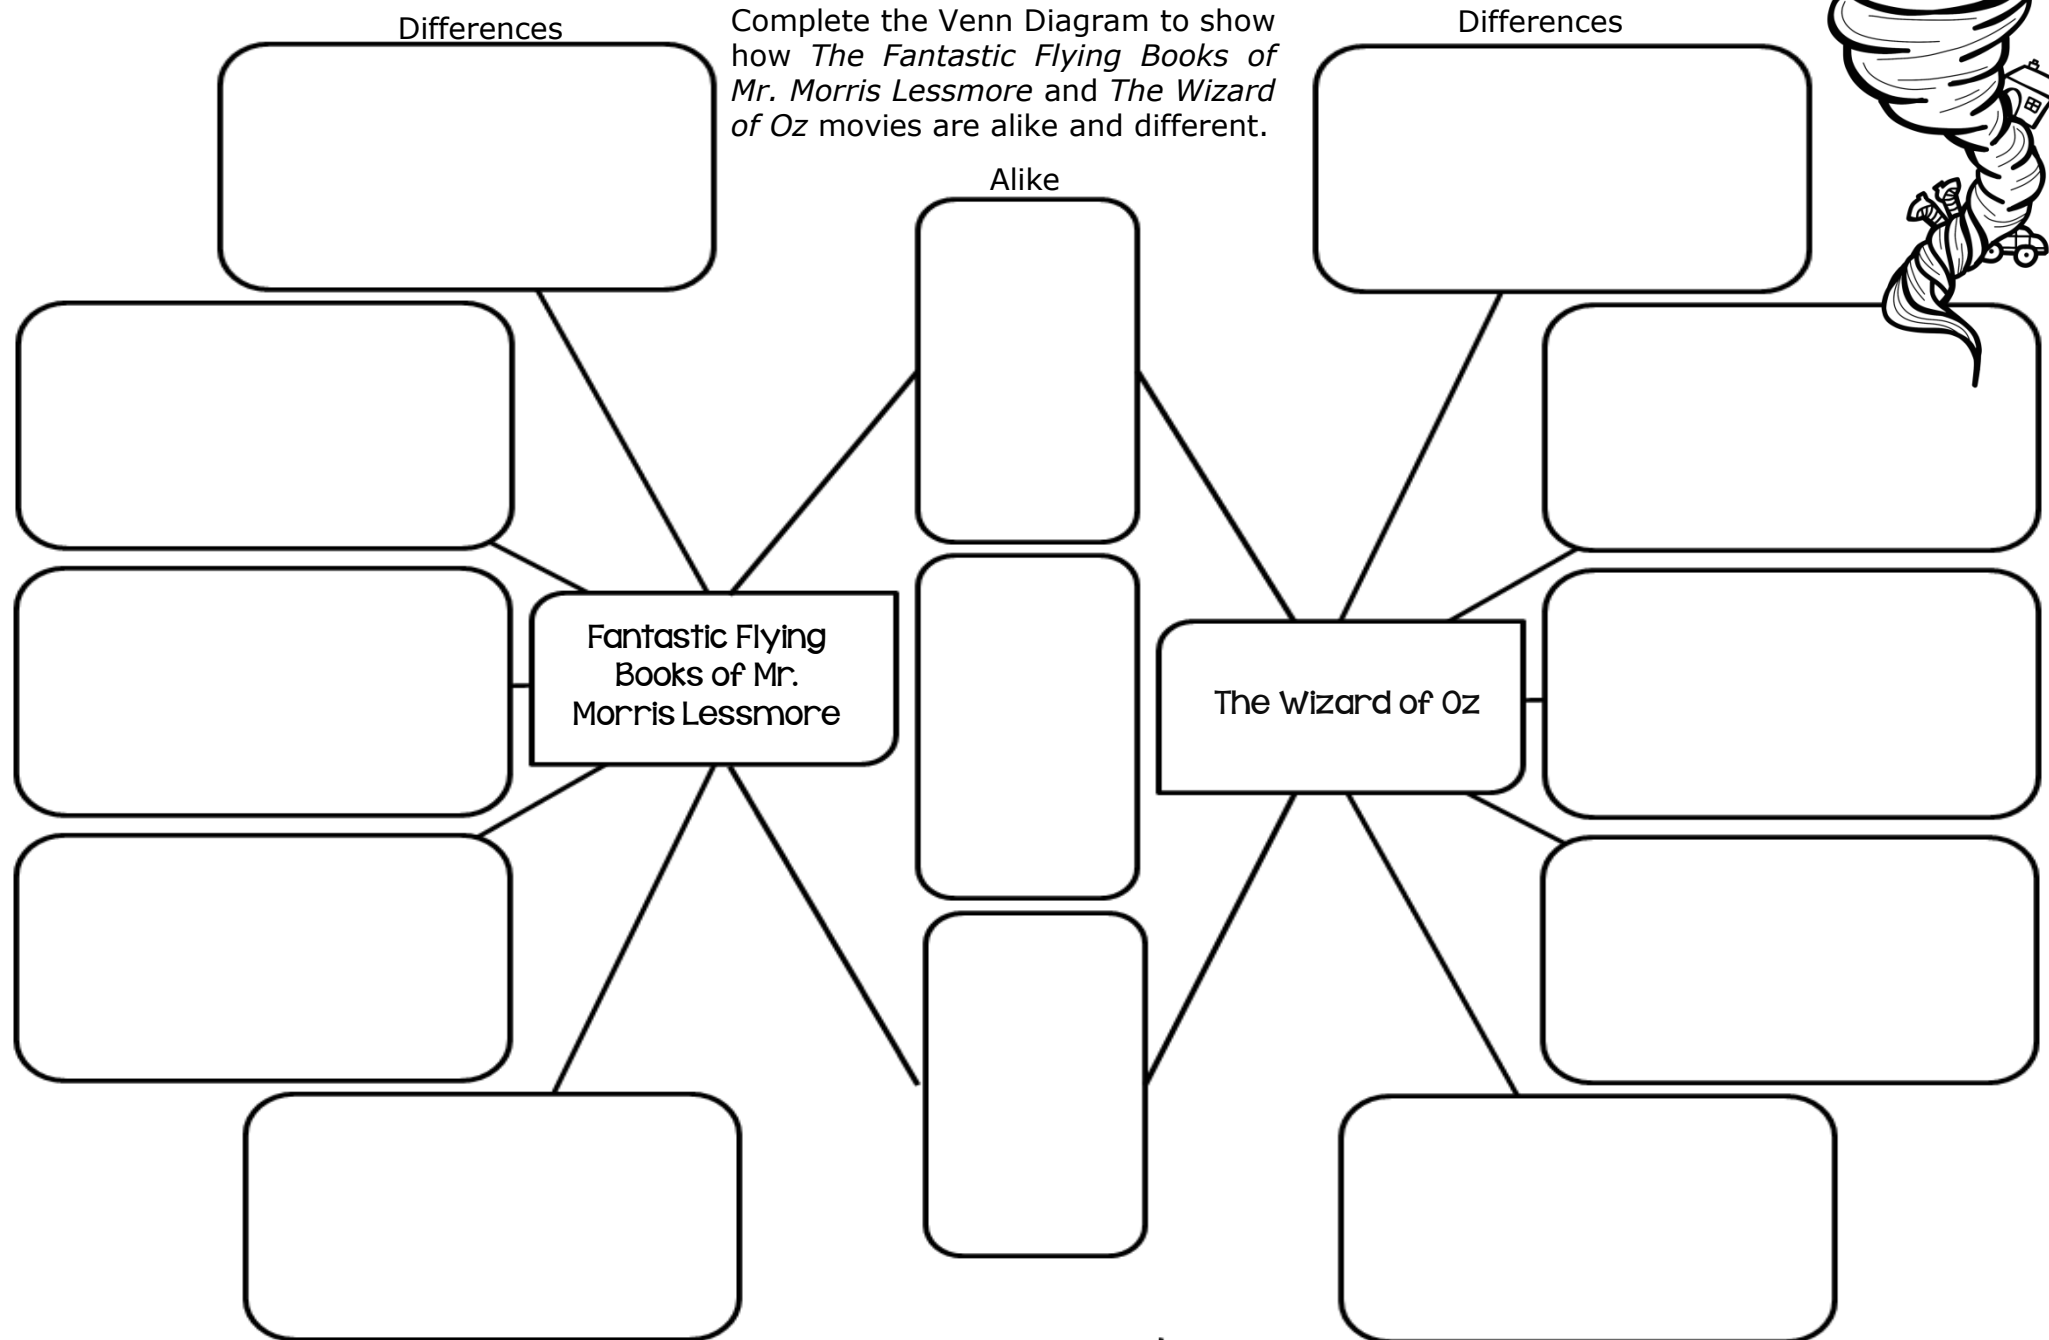 Differences
Complete the Venn Diagram to show
how The Fantastic Flying Books of
Mr. Morris Lessmore and The Wizard
of Oz movies are alike and different.
Differences
Alike
Fantastic Flying
Books of Mr.
Morris Lessmore
The Wizard of Oz